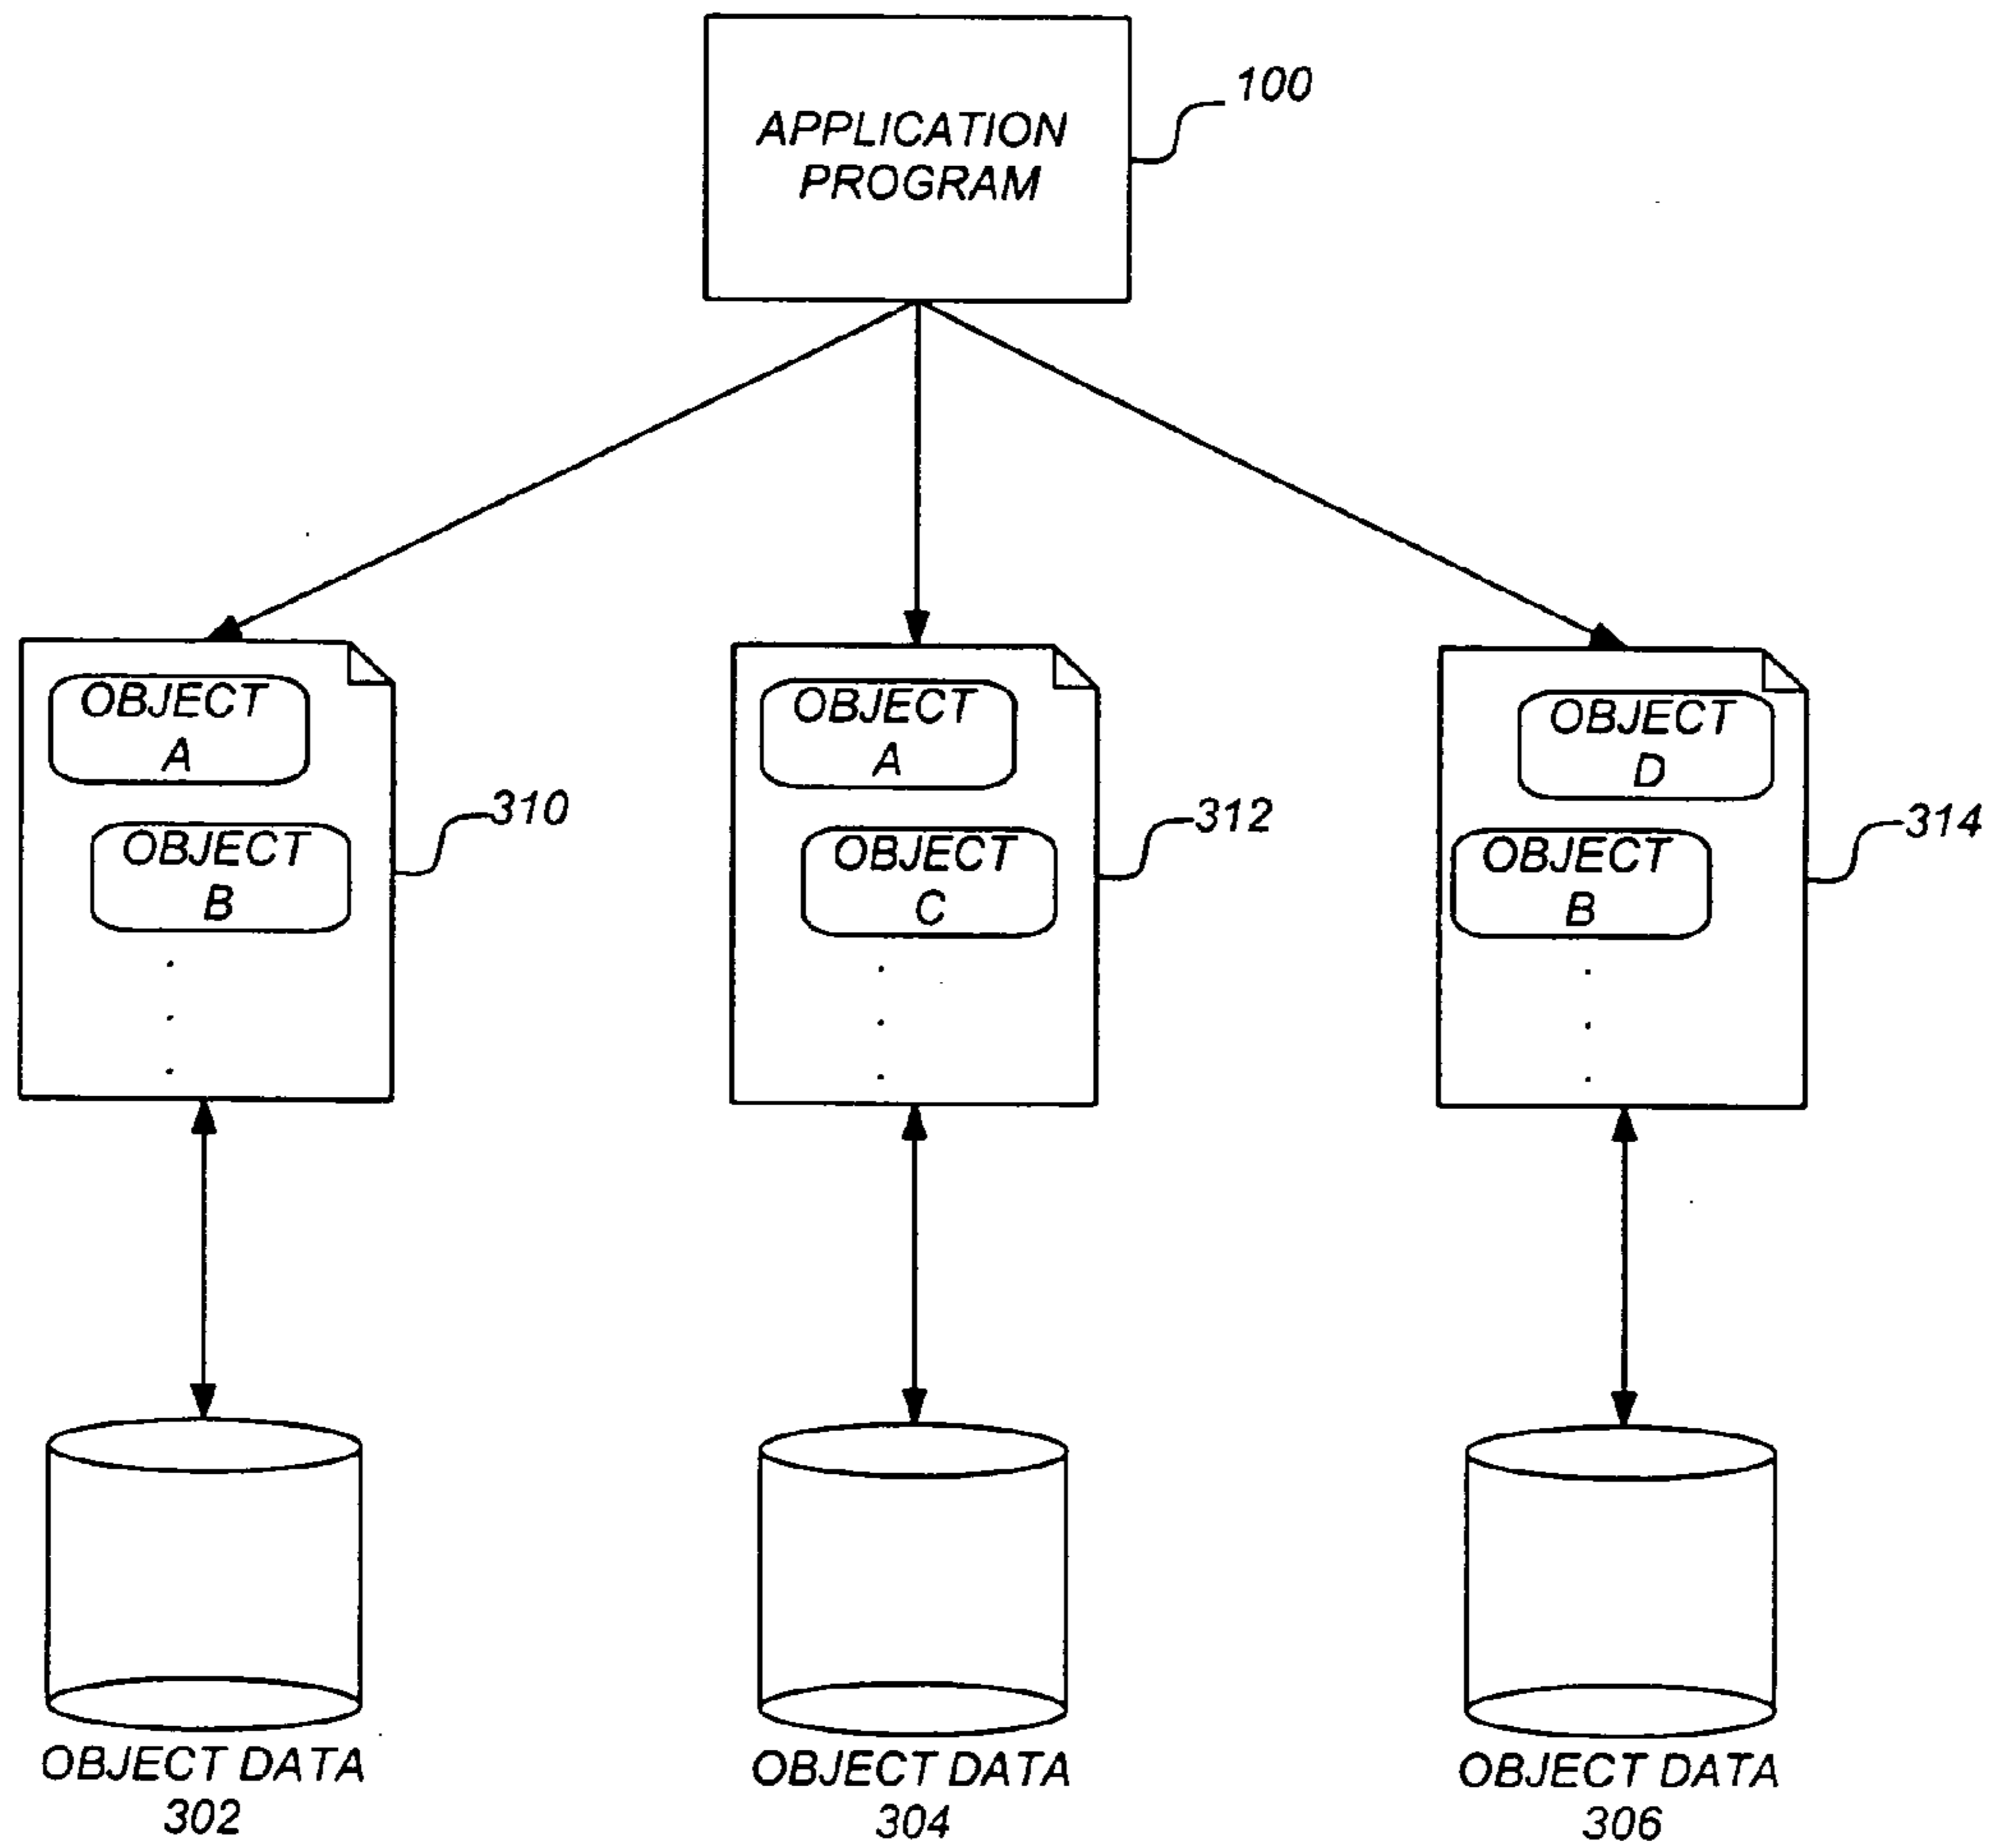 100
APPLICATION
PROGRAM
OBJECT
A
OBJECT
B
310
OBJECT
A
OBJECT
C
312
OBJECT
D
OBJECT
B
314
OBJECT DATA
302
OBJECT DATA
304
OBJECT DATA
306